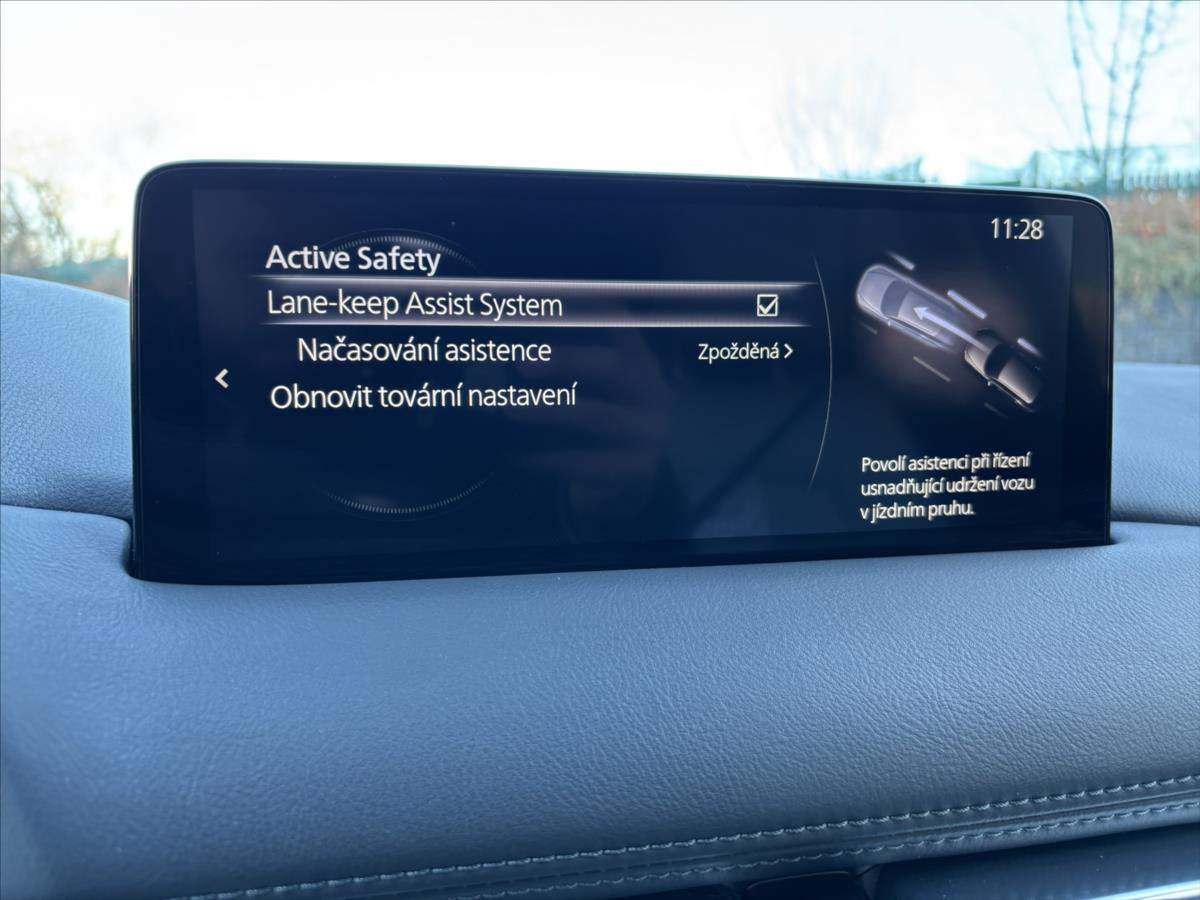 11:28
Active Safety
Lane-keep Assist System
Načasování asistence Zpožděná >
Obnovit tovární nastavení
Povolí asistenci při řízení
usnadňující udržení vozu
v jízdním pruhu.